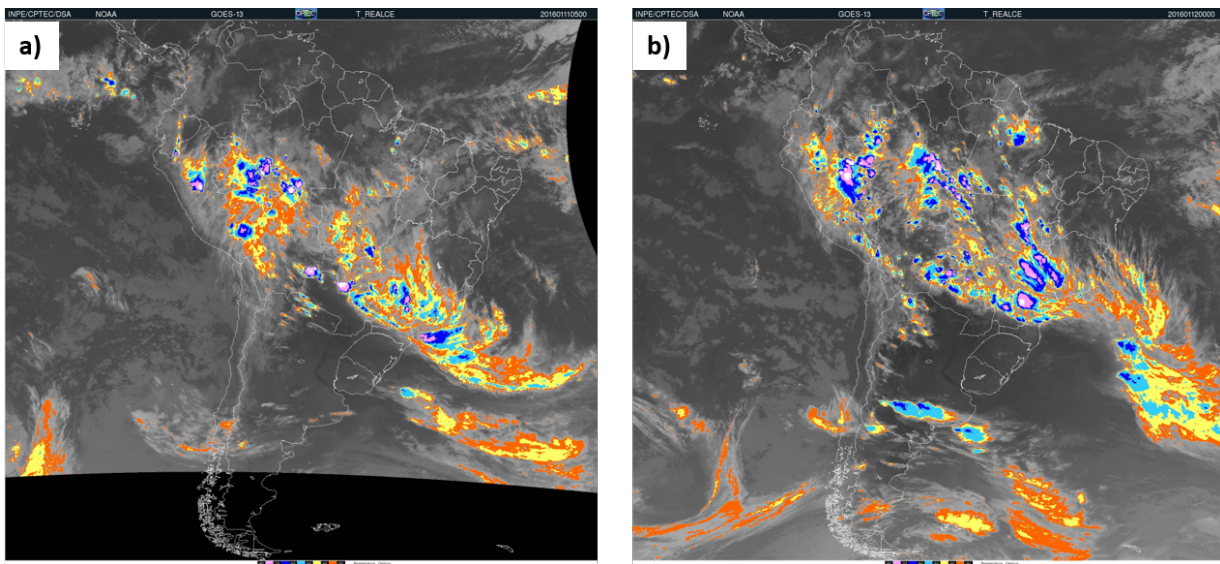 INPE/CPTEC/DSA NOAA GOES-13 CPTEC T_REALCE 201601110500
a)
INPE/CPTEC/DSA NOAA GOES-13 CPTEC T_REALCE 201601120000
b)